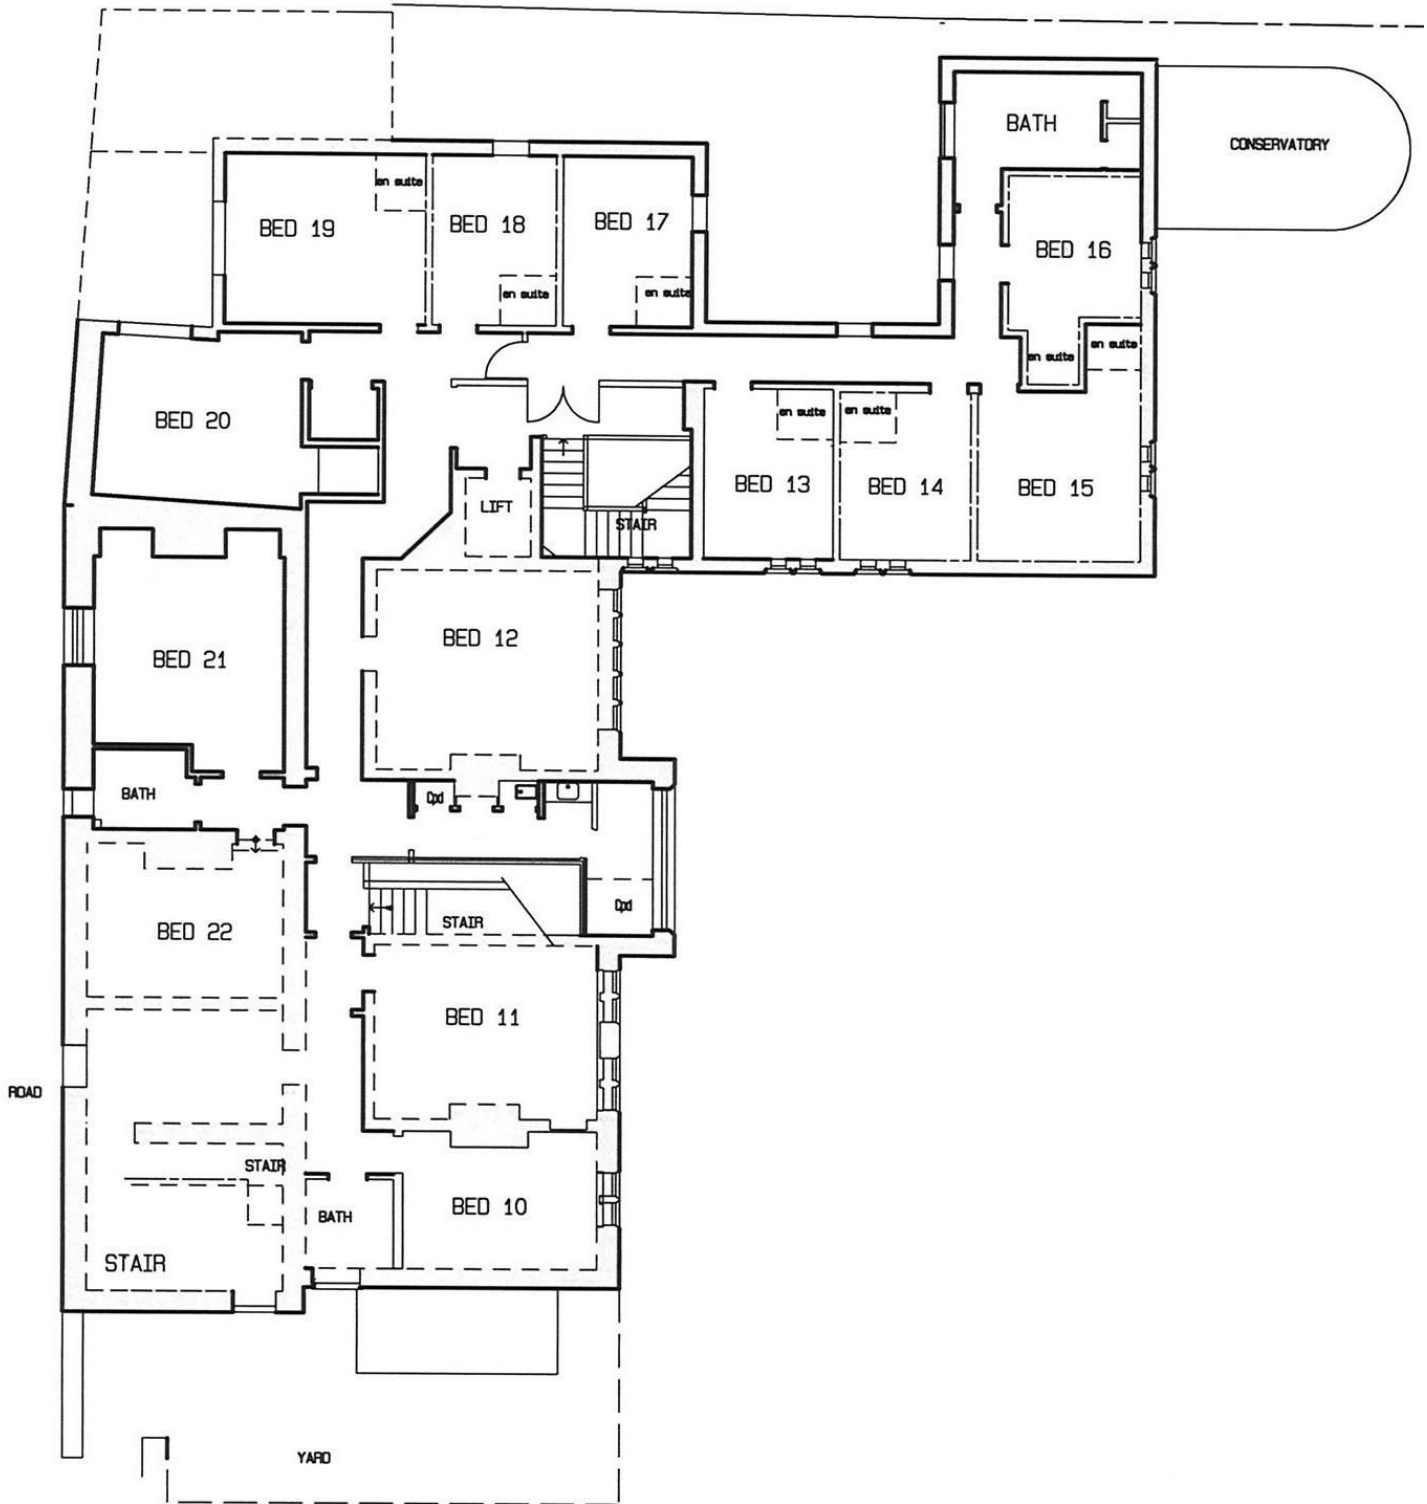 BATH
CONSERVATORY
en suite
BED 19
BED 18
BED 17
en suite
en suite
BED 16
en suite
en suite
BED 20
en suite
en suite
BED 13
BED 14
BED 15
LIFT
STAIR
BED 12
BED 21
BATH
Cpd
BED 22
STAIR
Cpd
BED 11
ROAD
STAIR
BED 10
BATH
STAIR
YARD